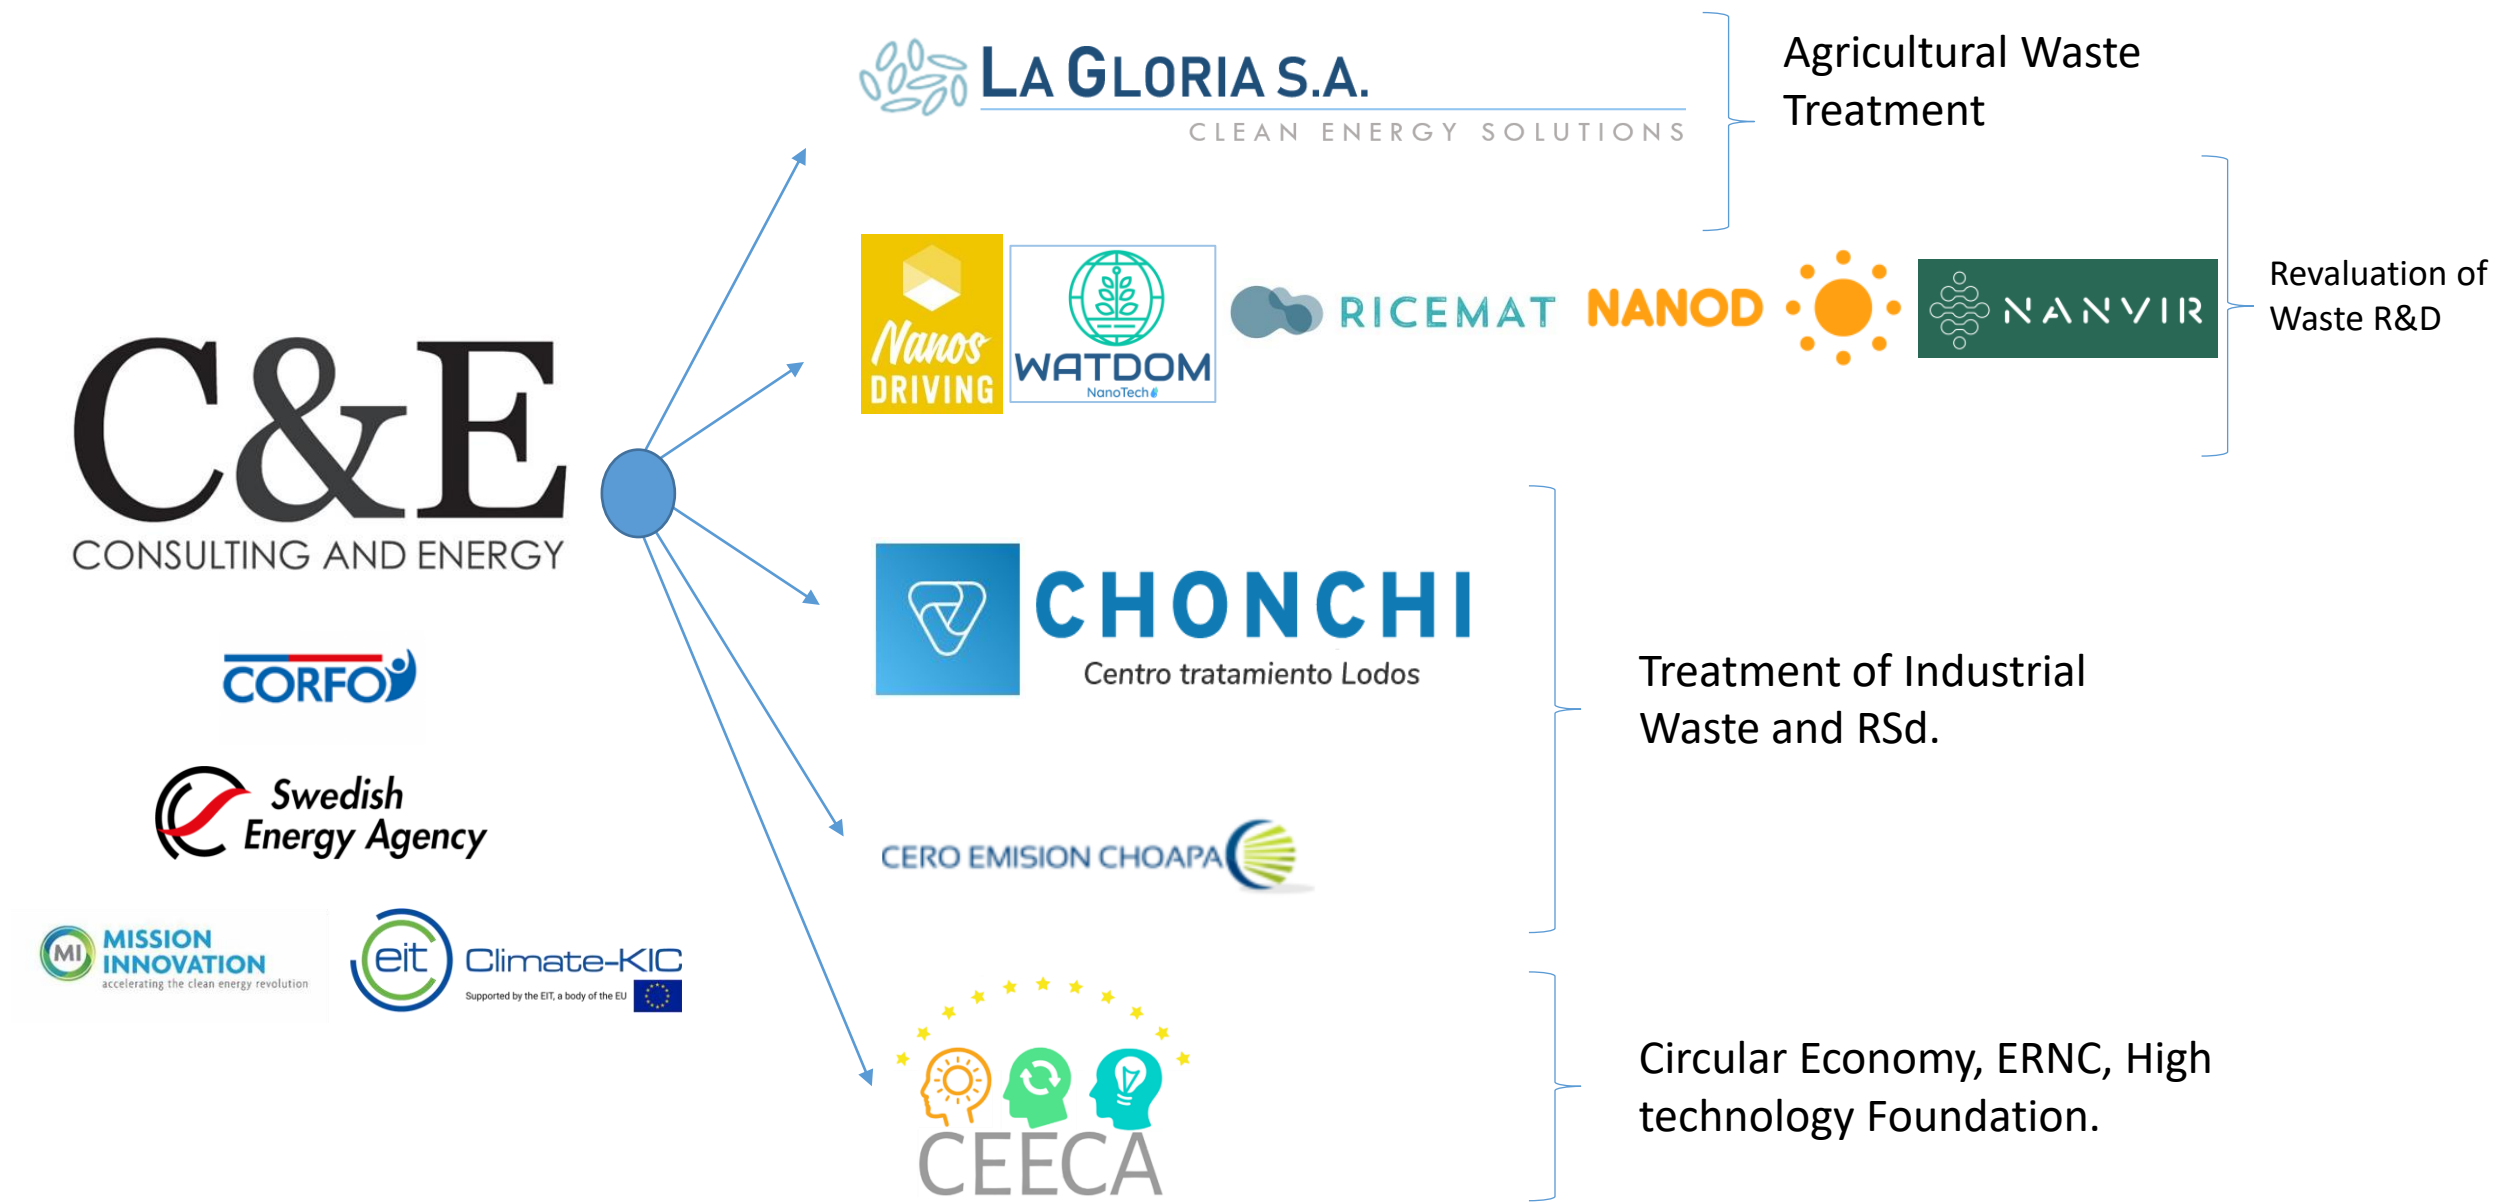 LA GLORIA S.A.
CLEAN ENERGY SOLUTIONS
Agricultural Waste
Treatment
Nanos
DRIVING
WATDOM
NanoTech
RICEMAT
NANOD
NANVIR
Revaluation of
Waste R&D
C&E
CONSULTING AND ENERGY
CHONCHI
Centro tratamiento Lodos
Treatment of Industrial
Waste and RSd.
CORFO
Swedish
Energy Agency
CERO EMISION CHOAPA
MI
MISSION
INNOVATION
accelerating the clean energy revolution
eit
Climate-KIC
Supported by the EIT, a body of the EU
CEECA
Circular Economy, ERNC, High
technology Foundation.